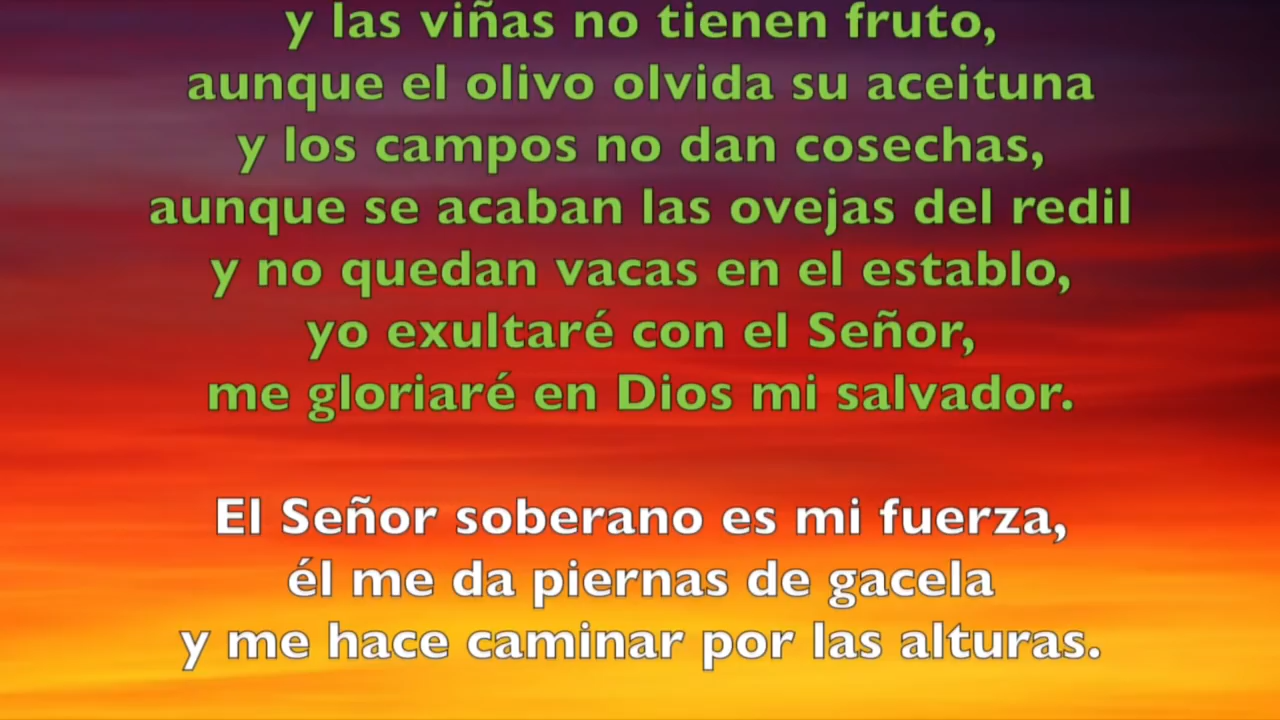 y las viñas no tienen fruto,
aunque el olivo olvida su aceituna
y los campos no dan cosechas,
aunque se acaban las ovejas del redil
y no quedan vacas en el establo,
yo exultaré con el Señor,
me gloriaré en Dios mi salvador.
El Señor soberano es mi fuerza,
él me da piernas de gacela
y me hace caminar por las alturas.